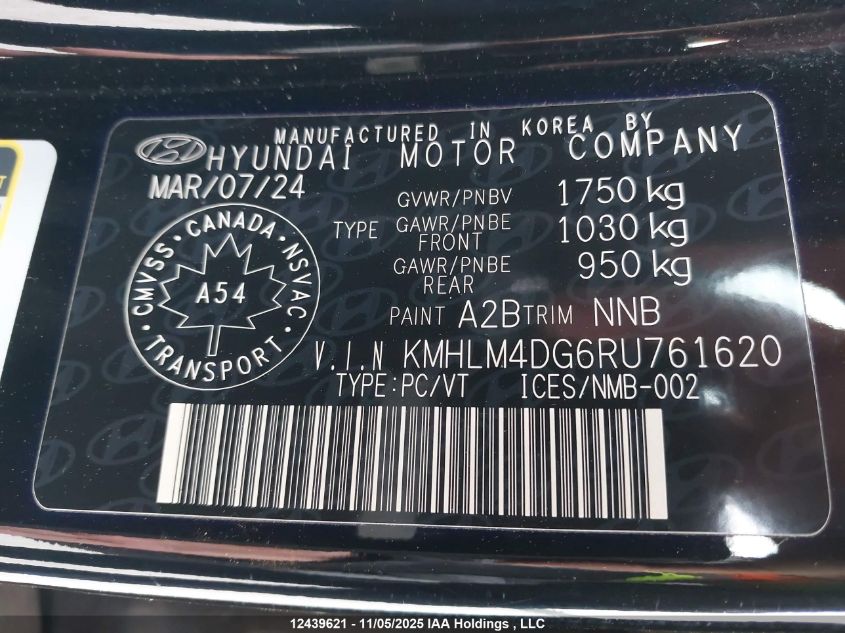 MANUFACTURED IN KOREA BY
HYUNDAI MOTOR COMPANY
MAR/07/24
GVWR/PNBV 1750 kg
TYPE GAWR/PNBE FRONT 1030 kg
GAWR/PNBE REAR 950 kg
CMVSS · CANADA · NSVAC · TRANSPORT ·
A54
PAINT A2B TRIM NNB
V.I.N KMHLM4DG6RU761620
TYPE:PC/VT ICES/NMB-002
12439621 - 11/05/2025 IAA Holdings , LLC